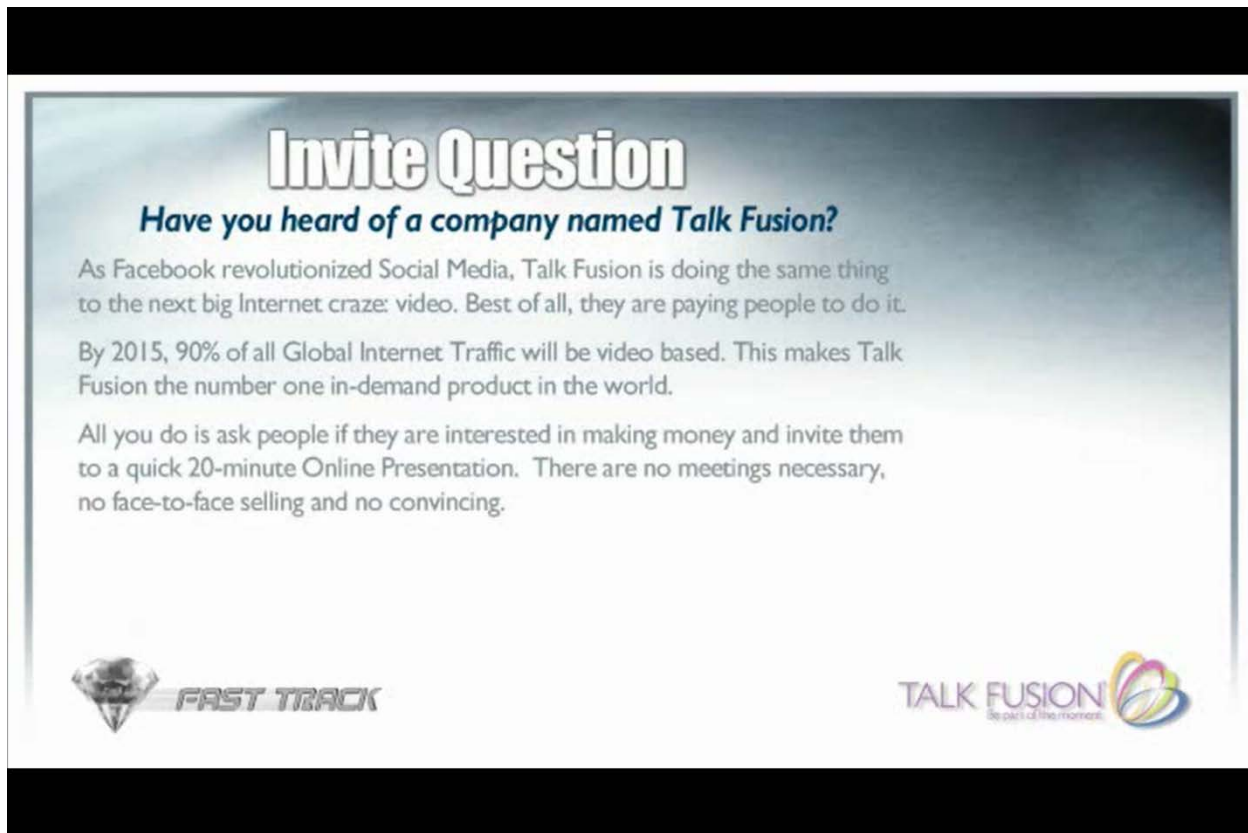 Invite Question
Have you heard of a company named Talk Fusion?
As Facebook revolutionized Social Media, Talk Fusion is doing the same thing
to the next big Internet craze: video. Best of all, they are paying people to do it.
By 2015, 90% of all Global Internet Traffic will be video based. This makes Talk
Fusion the number one in-demand product in the world.
All you do is ask people if they are interested in making money and invite them
to a quick 20-minute Online Presentation. There are no meetings necessary,
no face-to-face selling and no convincing.
FAST TRACK
TALK FUSION
Be part of the moment.